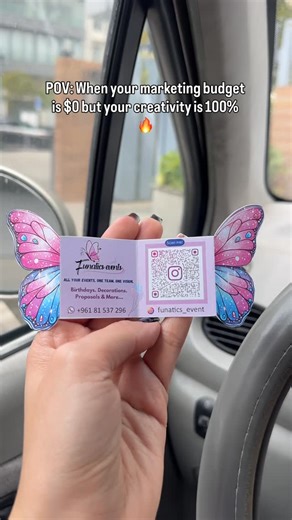 POV: When your marketing budget
is $0 but your creativity is 100%
🔥
Funatics-events
ALL YOUR EVENTS, ONE TEAM, ONE VISION.
Birthdays, Decorations,
Proposals & More...
+961 81 537 296
funatics_event